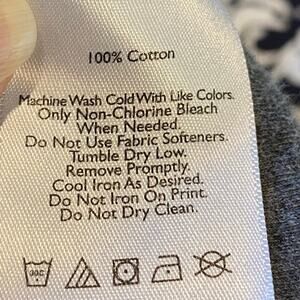 100% Cotton
Machine Wash Cold With Like Colors.
Only Non-Chlorine Bleach
When Needed.
Do Not Use Fabric Softeners.
Tumble Dry Low.
Remove Promptly.
Cool Iron As Desired.
Do Not Iron On Print.
Do Not Dry Clean.
30C